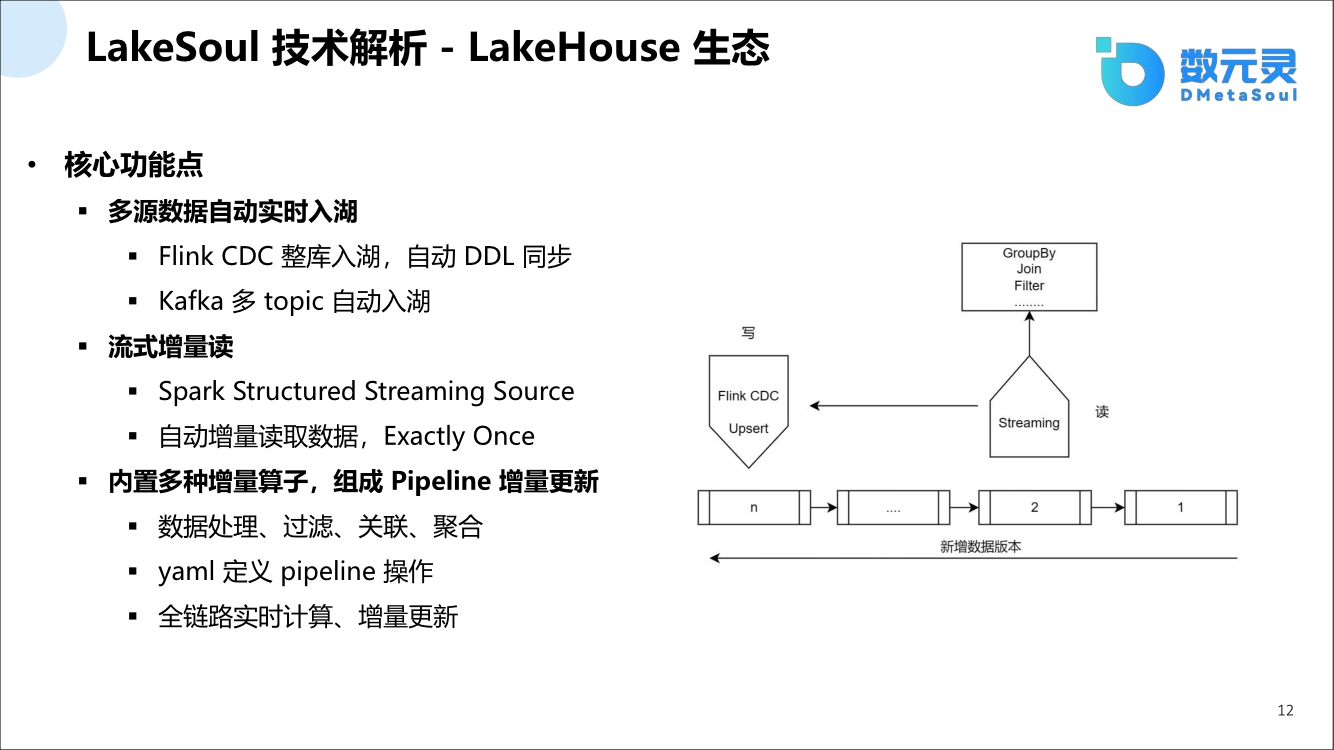 LakeSoul 技术解析 - LakeHouse 生态
数元灵
DMetaSoul
• 核心功能点
▪ 多源数据自动实时入湖
▪ Flink CDC 整库入湖，自动 DDL 同步
▪ Kafka 多 topic 自动入湖
▪ 流式增量读
▪ Spark Structured Streaming Source
▪ 自动增量读取数据，Exactly Once
▪ 内置多种增量算子，组成 Pipeline 增量更新
▪ 数据处理、过滤、关联、聚合
▪ yaml 定义 pipeline 操作
▪ 全链路实时计算、增量更新
GroupBy
Join
Filter
........
写
Flink CDC
Upsert
Streaming
读
n
....
2
1
新增数据版本
12